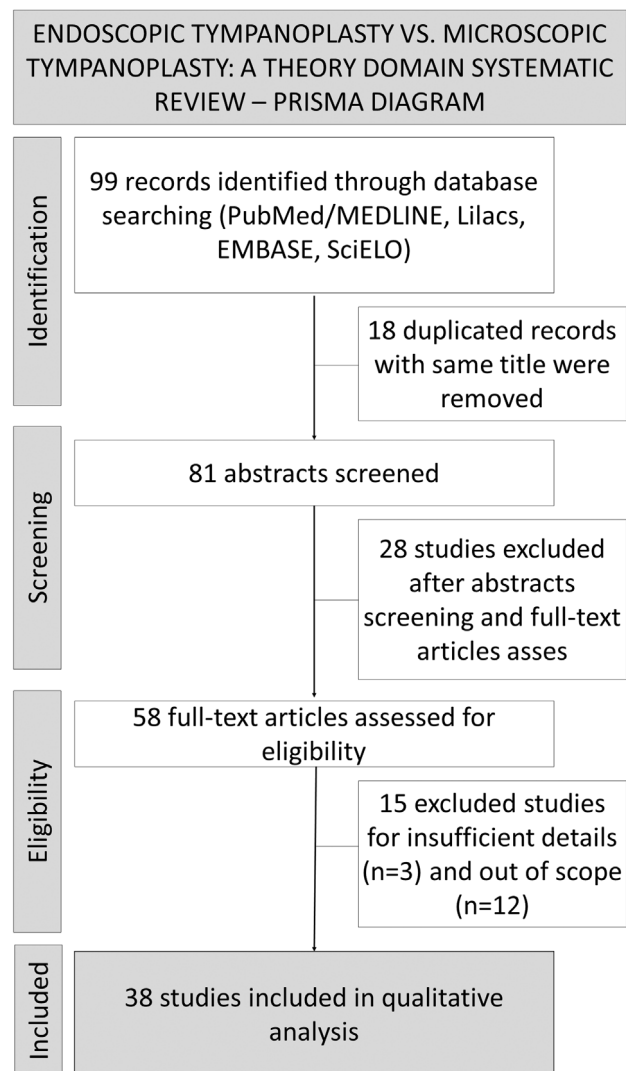 ENDOSCOPIC TYMPANOPLASTY VS. MICROSCOPIC
TYMPANOPLASTY: A THEORY DOMAIN SYSTEMATIC
REVIEW – PRISMA DIAGRAM
Identification
99 records identified through database
searching (PubMed/MEDLINE, Lilacs,
EMBASE, SciELO)
18 duplicated records
with same title were
removed
Screening
81 abstracts screened
28 studies excluded
after abstracts
screening and full-text
articles asses
Eligibility
58 full-text articles assessed for
eligibility
15 excluded studies
for insufficient details
(n=3) and out of scope
(n=12)
Included
38 studies included in qualitative
analysis